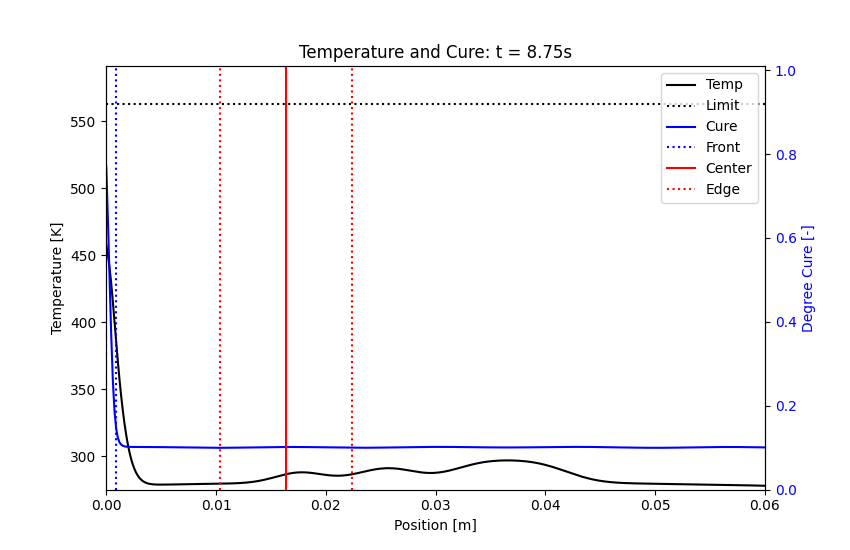 Temperature and Cure: t = 8.75s
Temperature [K]
550
500
450
400
350
300
Temp
Limit
Cure
Front
Center
Edge
1.0
0.8
0.6
0.4
0.2
0.0
Degree Cure [-]
0.00
0.01
0.02
0.03
0.04
0.05
0.06
Position [m]